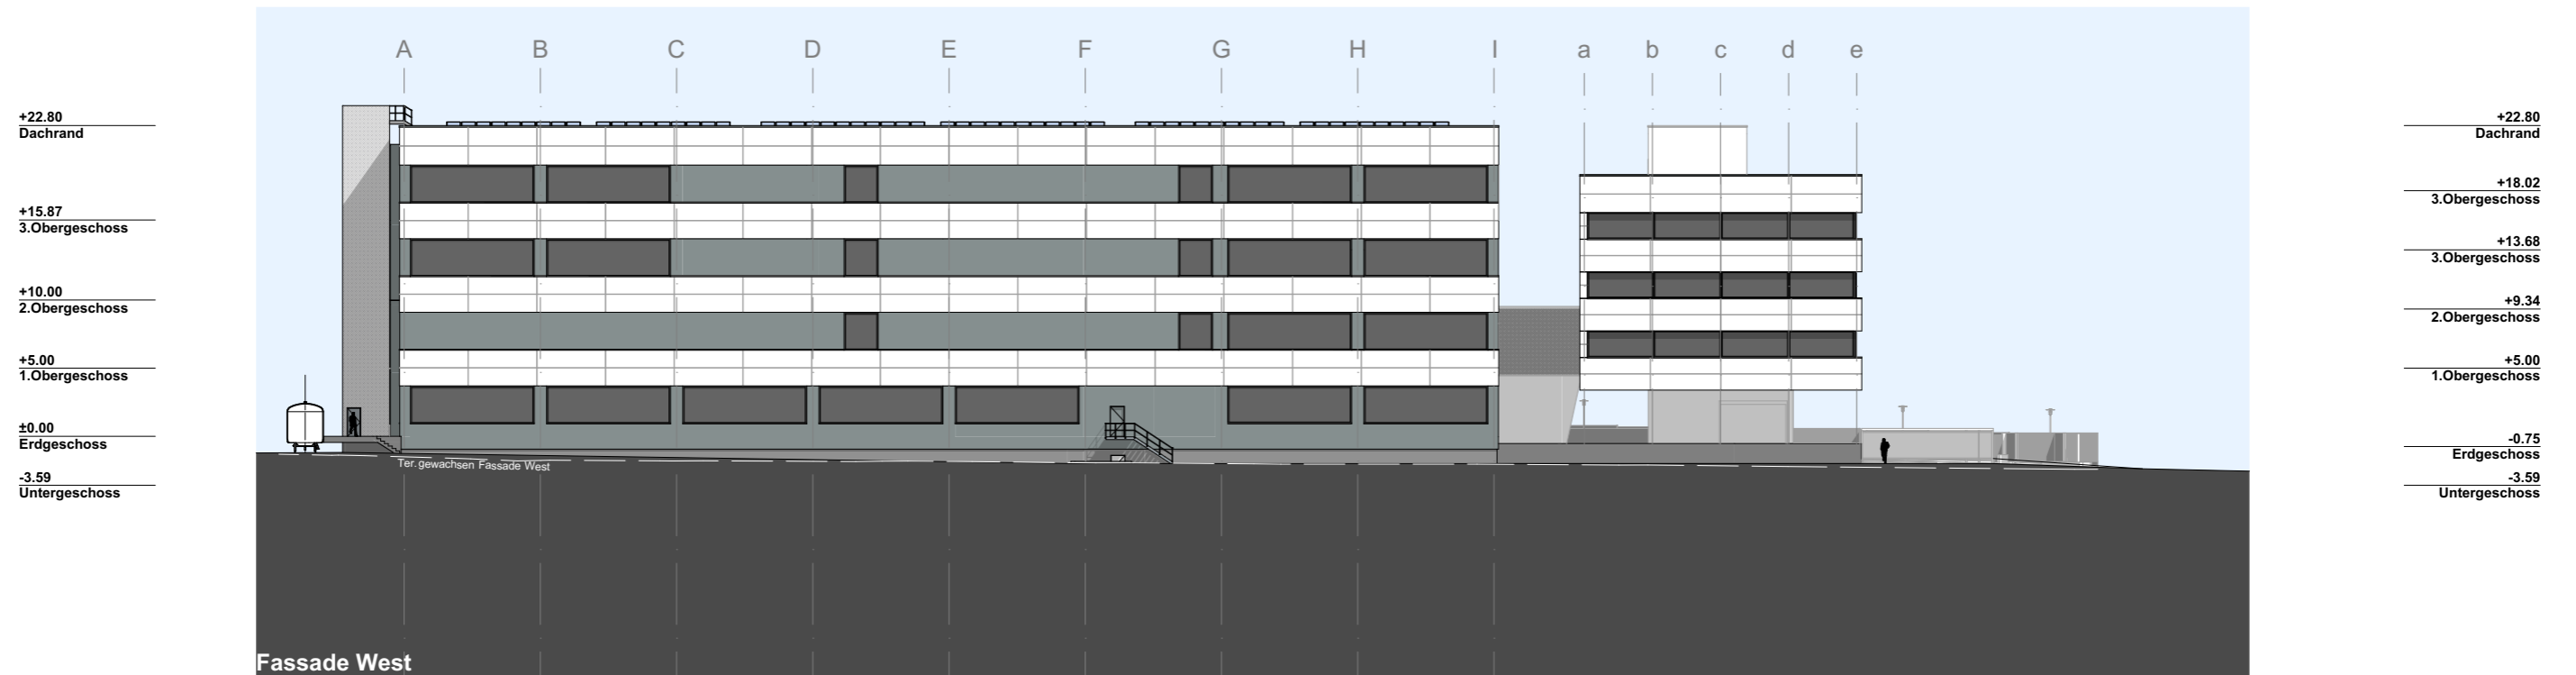 A B C D E F G H I a b c d e
+22.80
Dachrand
+15.87
3.Obergeschoss
+10.00
2.Obergeschoss
+5.00
1.Obergeschoss
±0.00
Erdgeschoss
-3.59
Untergeschoss
+22.80
Dachrand
+18.02
3.Obergeschoss
+13.68
3.Obergeschoss
+9.34
2.Obergeschoss
+5.00
1.Obergeschoss
-0.75
Erdgeschoss
-3.59
Untergeschoss
Ter. gewachsen Fassade West
Fassade West